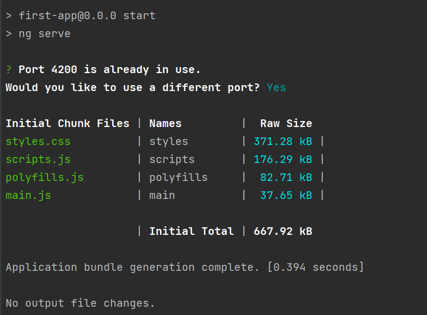 > first-app@0.0.0 start
> ng serve
? Port 4200 is already in use.
Would you like to use a different port? Yes
Initial Chunk Files | Names | Raw Size
styles.css | styles | 371.28 kB |
scripts.js | scripts | 176.29 kB |
polyfills.js | polyfills | 82.71 kB |
main.js | main | 37.65 kB |
| Initial Total | 667.92 kB
Application bundle generation complete. [0.394 seconds]
No output file changes.